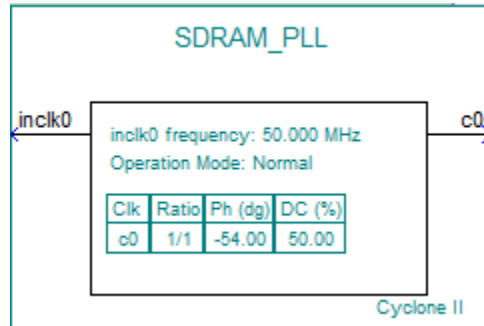 SDRAM_PLL
inclk0
c0
inclk0 frequency: 50.000 MHz
Operation Mode: Normal
Clk Ratio Ph (dg) DC (%)
c0 1/1 -54.00 50.00
Cyclone II